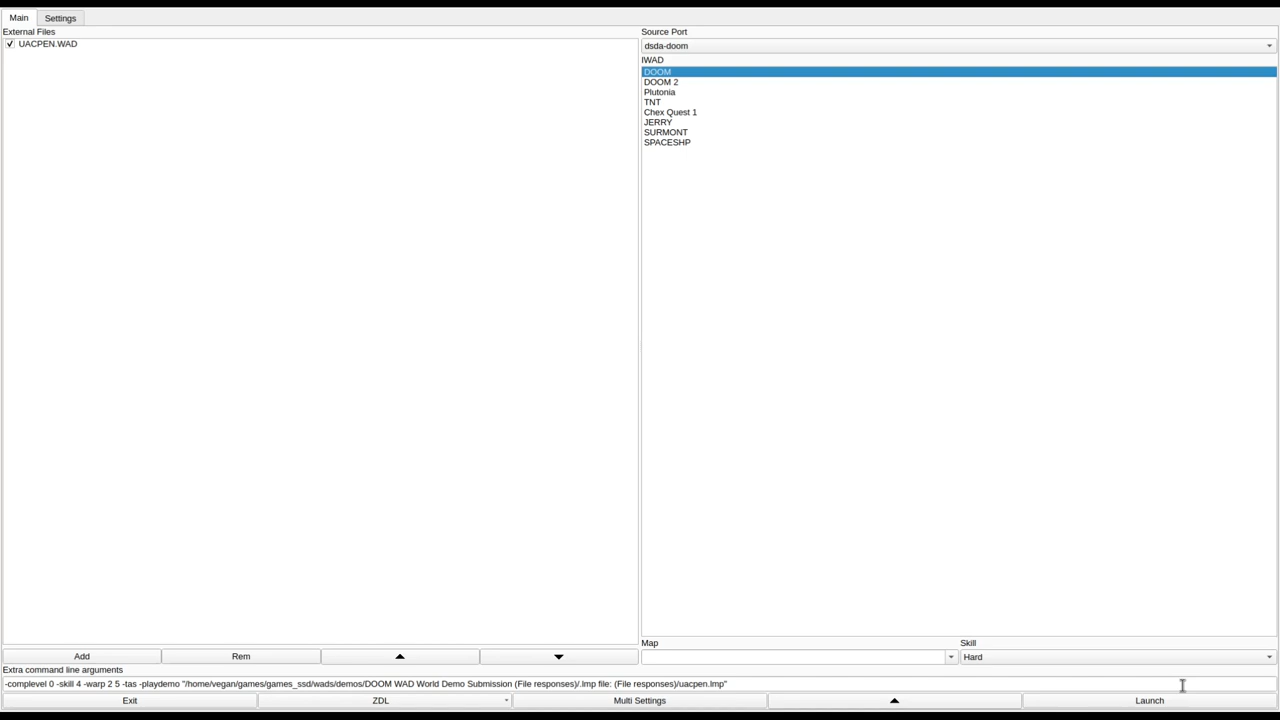 Main
Settings
External Files
UACPEN.WAD
Source Port
dsda-doom
IWAD
DOOM
DOOM 2
Plutonia
TNT
Chex Quest 1
JERRY
SURMONT
SPACESHP
Map
Skill
Hard
Add
Rem
Extra command line arguments
-complevel 0 -skill 4 -warp 2 5 -tas -playdemo "/home/vegan/games/games_ssd/wads/demos/DOOM WAD World Demo Submission (File responses)/.lmp file: (File responses)/uacpen.lmp"
Exit
ZDL
Multi Settings
Launch